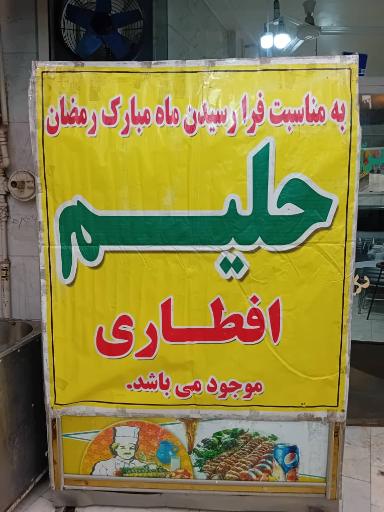 به مناسبت فرا رسیدن ماه مبارک رمضان
حلیم
افطاری
موجود می باشد.